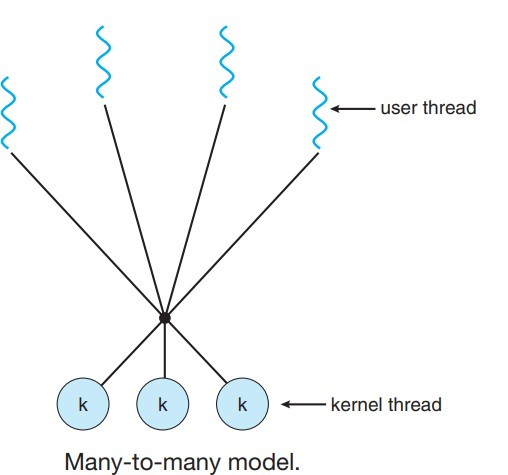 user thread
k
k
k
kernel thread
Many-to-many model.